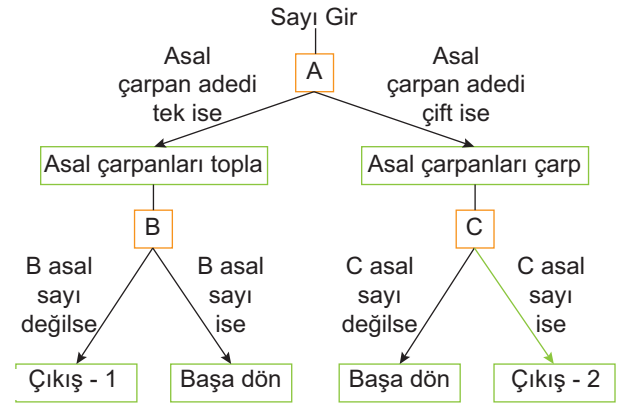 Sayı Gir
A
Asal
çarpan adedi
tek ise
Asal
çarpan adedi
çift ise
Asal çarpanları topla
Asal çarpanları çarp
B
C
B asal
sayı
değilse
B asal
sayı
ise
C asal
sayı
değilse
C asal
sayı
ise
Çıkış - 1
Başa dön
Başa dön
Çıkış - 2